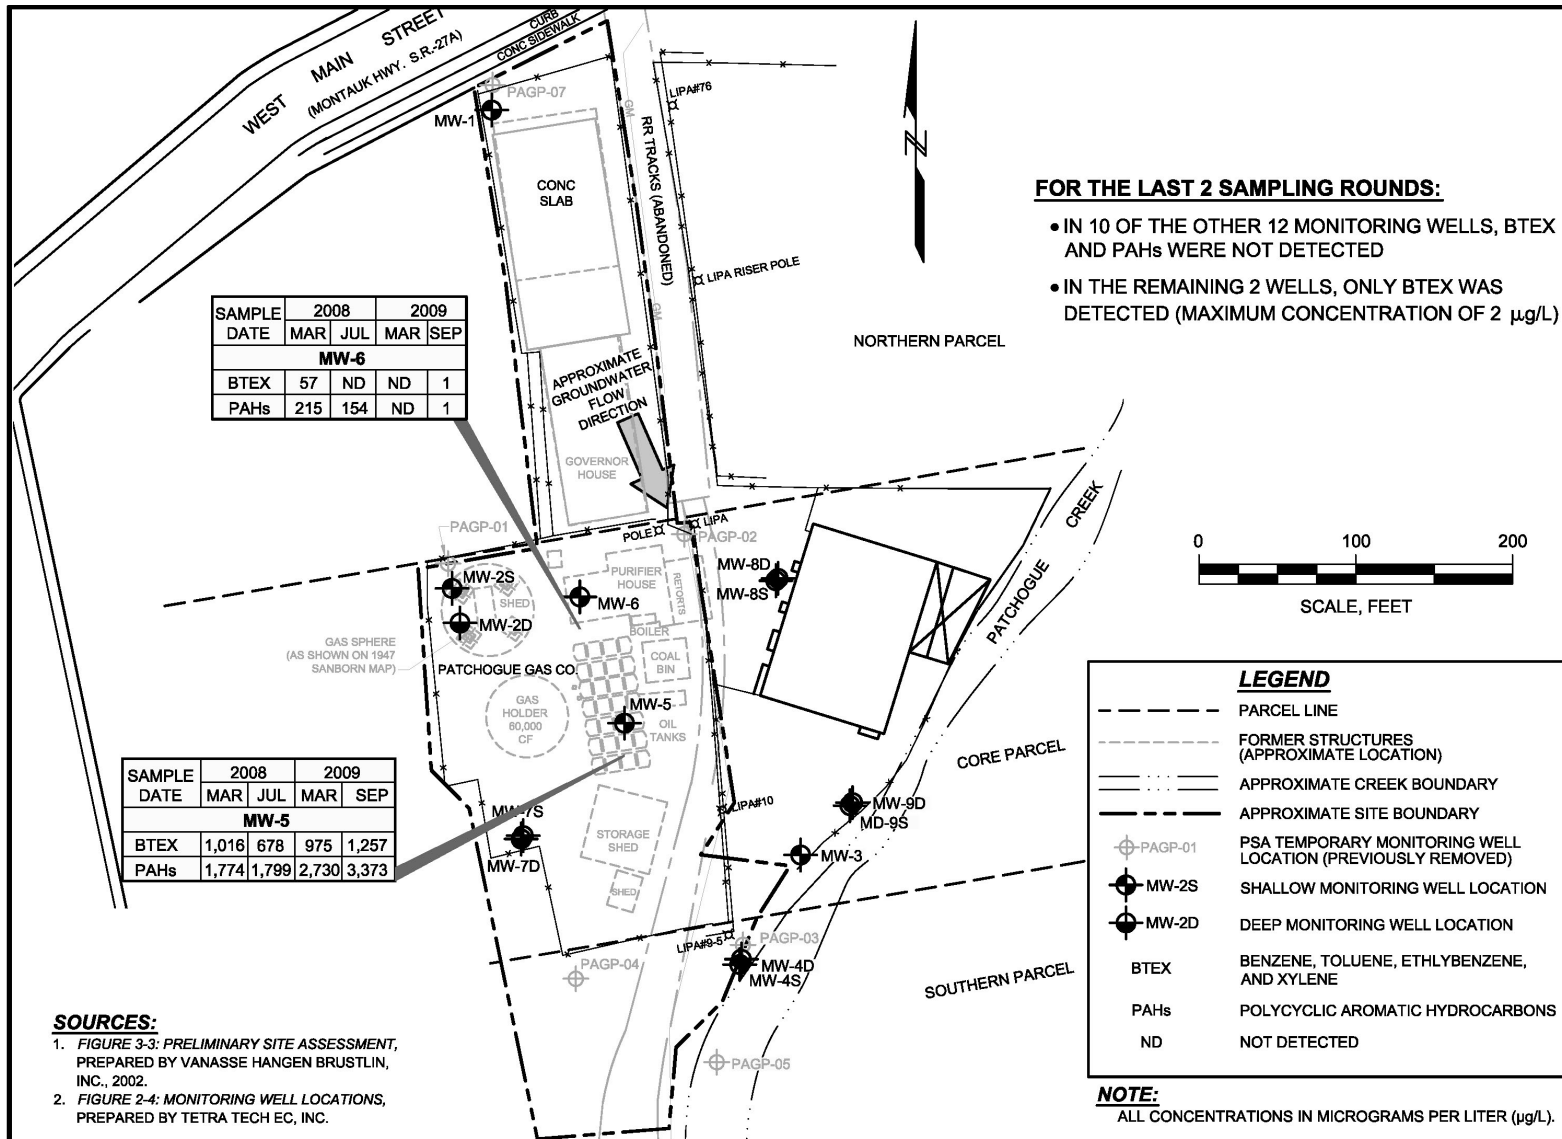 WEST MAIN STREET
(MONTAUK HWY. S.R.-27A)
CURB
CONC SIDEWALK
PAGP-07
MW-1
CONC
SLAB
GM
RR TRACKS (ABANDONED)
GM
LIPA#76
LIPA RISER POLE
N
FOR THE LAST 2 SAMPLING ROUNDS:
• IN 10 OF THE OTHER 12 MONITORING WELLS, BTEX
AND PAHs WERE NOT DETECTED
• IN THE REMAINING 2 WELLS, ONLY BTEX WAS
DETECTED (MAXIMUM CONCENTRATION OF 2 µg/L)
NORTHERN PARCEL
SAMPLE DATE 2008 2009
MAR JUL MAR SEP
MW-6
BTEX 57 ND ND 1
PAHs 215 154 ND 1
APPROXIMATE
GROUNDWATER
FLOW
DIRECTION
GOVERNOR
HOUSE
PAGP-01
POLE
LIPA
PAGP-02
MW-2S
SHED
MW-2D
PURIFIER
HOUSE
RETORTS
MW-6
MW-8D
MW-8S
BOILER
GAS SPHERE
(AS SHOWN ON 1947
SANBORN MAP)
PATCHOGUE GAS CO.
COAL
BIN
GAS
HOLDER
60,000
CF
MW-5
OIL
TANKS
PATCHOGUE CREEK
0 100 200
SCALE, FEET
CORE PARCEL
SAMPLE DATE 2008 2009
MAR JUL MAR SEP
MW-5
BTEX 1,016 678 975 1,257
PAHs 1,774 1,799 2,730 3,373
MW-7S
MW-7D
STORAGE
SHED
SHED
LIPA#10
MW-9D
MD-9S
MW-3
LIPA#9-5
PAGP-03
MW-4D
MW-4S
PAGP-04
PAGP-05
SOUTHERN PARCEL
LEGEND
PARCEL LINE
FORMER STRUCTURES
(APPROXIMATE LOCATION)
APPROXIMATE CREEK BOUNDARY
APPROXIMATE SITE BOUNDARY
PAGP-01 PSA TEMPORARY MONITORING WELL
LOCATION (PREVIOUSLY REMOVED)
MW-2S SHALLOW MONITORING WELL LOCATION
MW-2D DEEP MONITORING WELL LOCATION
BTEX BENZENE, TOLUENE, ETHLYBENZENE,
AND XYLENE
PAHs POLYCYCLIC AROMATIC HYDROCARBONS
ND NOT DETECTED
NOTE:
ALL CONCENTRATIONS IN MICROGRAMS PER LITER (µg/L).
SOURCES:
1. FIGURE 3-3: PRELIMINARY SITE ASSESSMENT,
PREPARED BY VANASSE HANGEN BRUSTLIN,
INC., 2002.
2. FIGURE 2-4: MONITORING WELL LOCATIONS,
PREPARED BY TETRA TECH EC, INC.